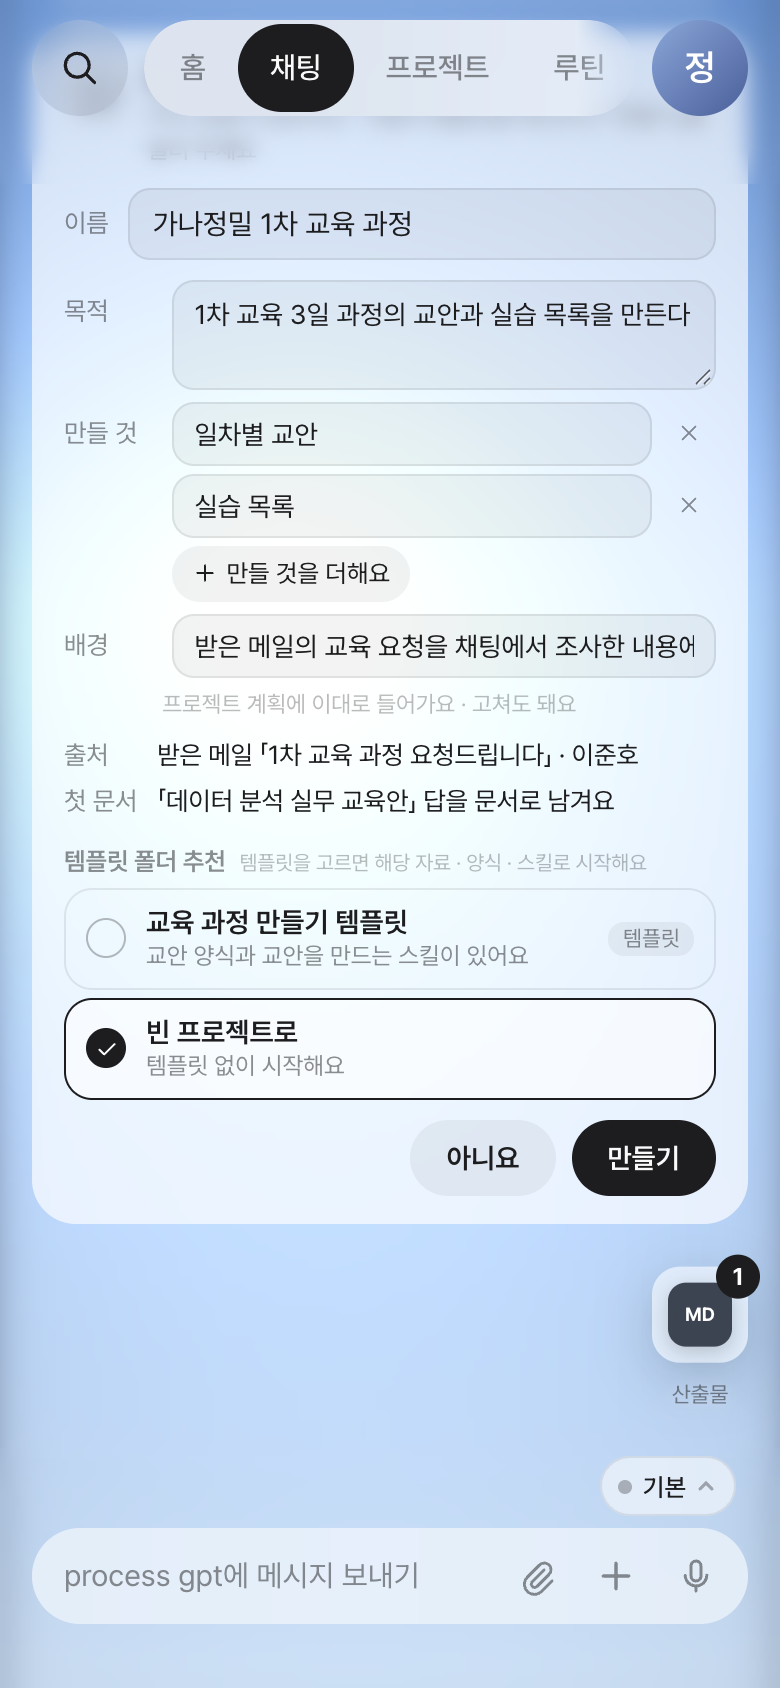 홈 채팅 프로젝트 루틴 정
이름 가나정밀 1차 교육 과정
목적 1차 교육 3일 과정의 교안과 실습 목록을 만든다
만들 것 일차별 교안
실습 목록
만들 것을 더해요
배경 받은 메일의 교육 요청을 채팅에서 조사한 내용에
프로젝트 계획에 이대로 들어가요 · 고쳐도 돼요
출처 받은 메일 「1차 교육 과정 요청드립니다」 · 이준호
첫 문서 「데이터 분석 실무 교육안」 답을 문서로 남겨요
템플릿 폴더 추천 템플릿을 고르면 해당 자료 · 양식 · 스킬로 시작해요
교육 과정 만들기 템플릿
교안 양식과 교안을 만드는 스킬이 있어요
템플릿
빈 프로젝트로
템플릿 없이 시작해요
아니요 만들기
1
MD
산출물
기본
process gpt에 메시지 보내기